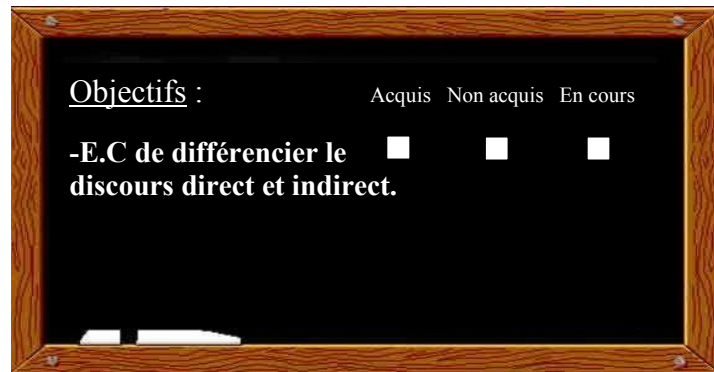 Objectifs : Acquis Non acquis En cours
-E.C de différencier le
discours direct et indirect.